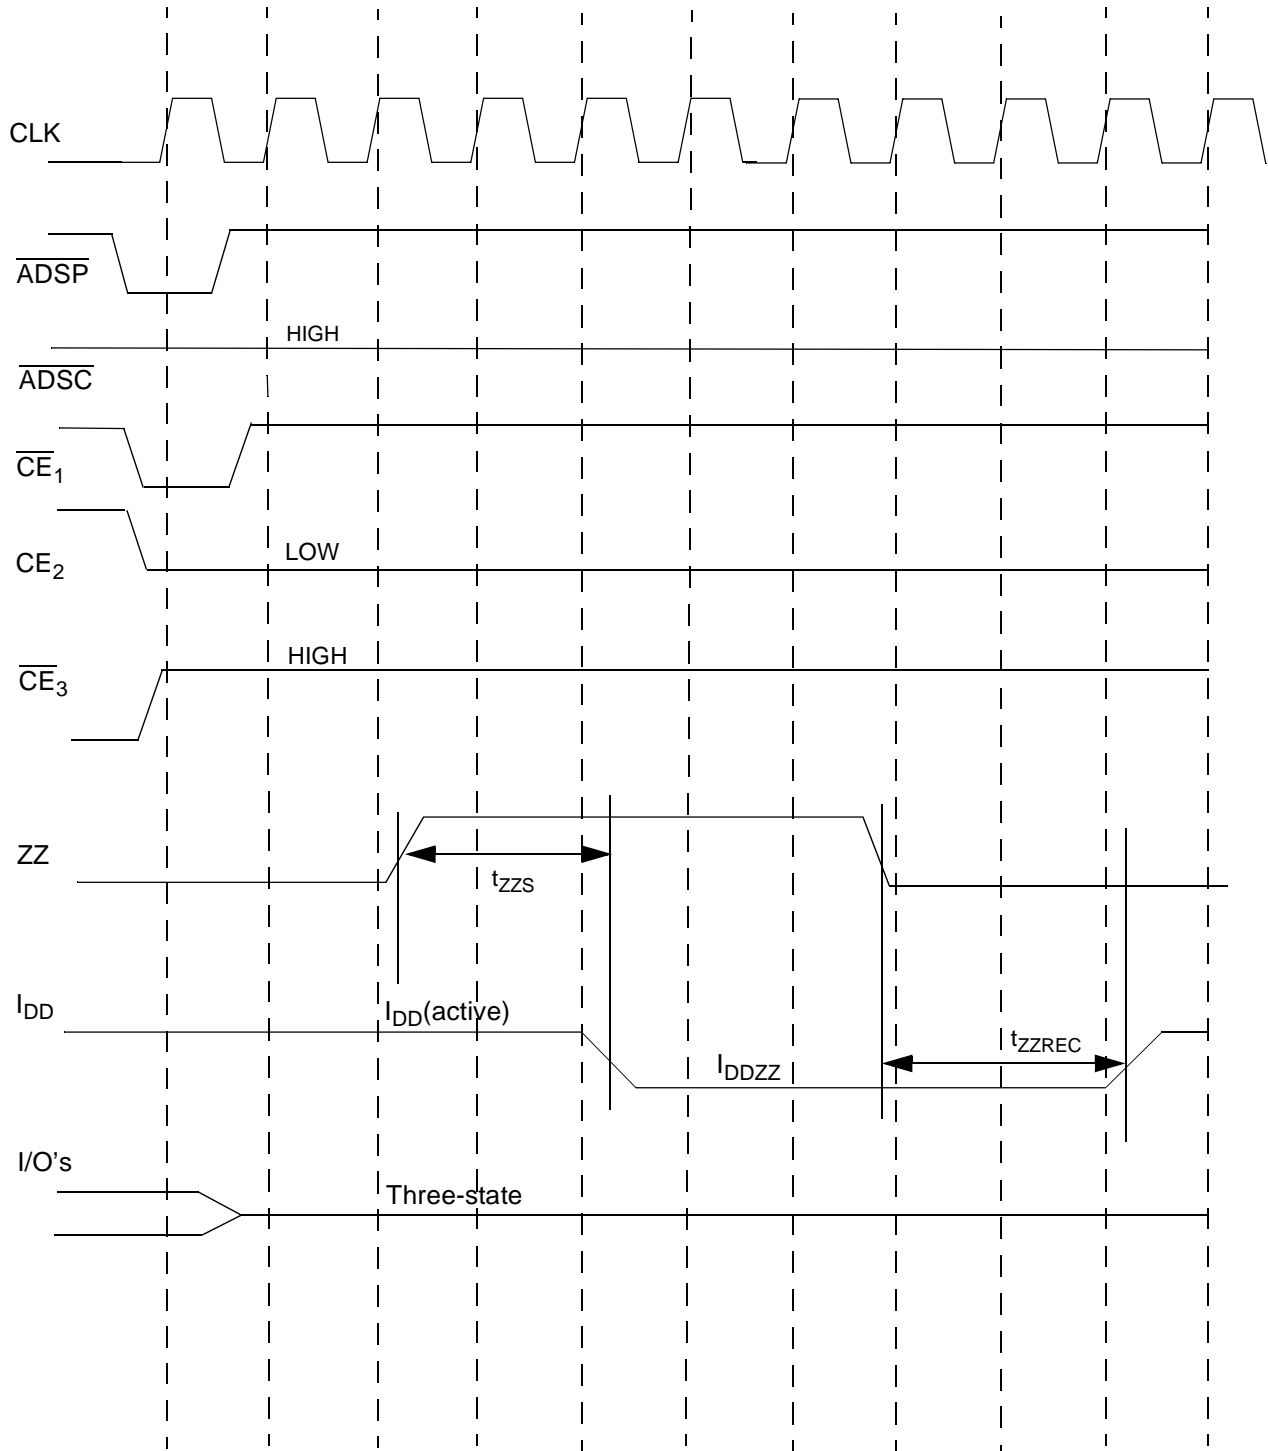 CLK
ADSP
HIGH
ADSC
CE1
LOW
CE2
HIGH
CE3
ZZ
tZZS
IDD
IDD(active)
tZZREC
IDDZZ
I/O's
Three-state